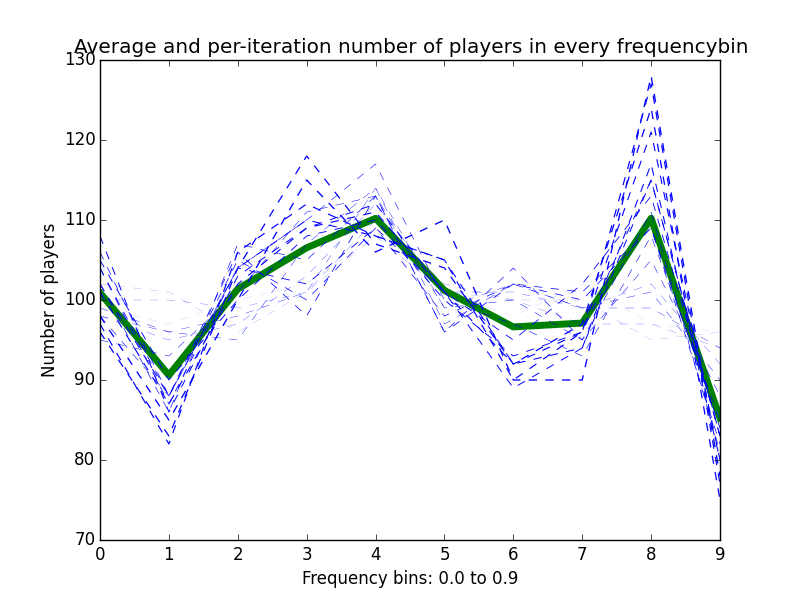 Average and per-iteration number of players in every frequencybin
130
120
110
100
90
80
70
Number of players
0 1 2 3 4 5 6 7 8 9
Frequency bins: 0.0 to 0.9